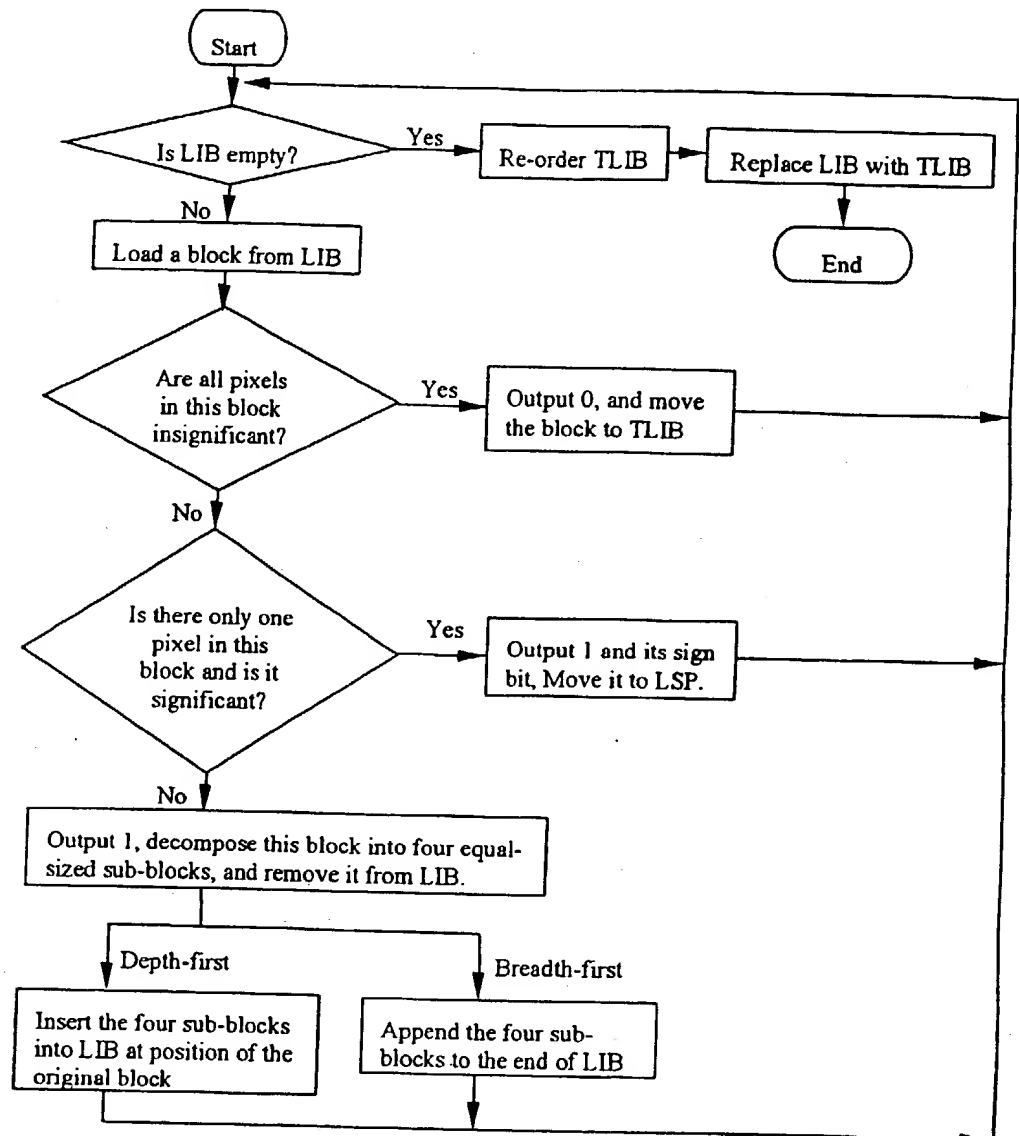 Start
Is LIB empty?
Yes
Re-order TLIB
Replace LIB with TLIB
No
Load a block from LIB
End
Are all pixels
in this block
insignificant?
Yes
Output 0, and move
the block to TLIB
No
Is there only one
pixel in this
block and is it
significant?
Yes
Output 1 and its sign
bit, Move it to LSP.
No
Output 1, decompose this block into four equal-
sized sub-blocks, and remove it from LIB.
Depth-first
Breadth-first
Insert the four sub-blocks
into LIB at position of the
original block
Append the four sub-
blocks to the end of LIB